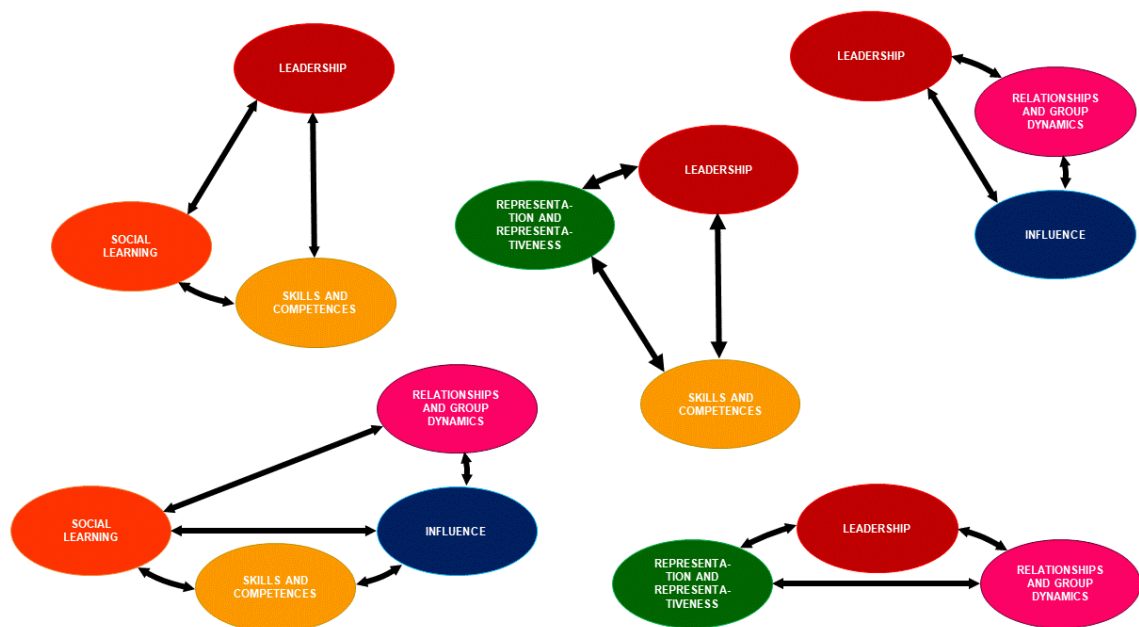 LEADERSHIP
SOCIAL
LEARNING
SKILLS AND
COMPETENCES
REPRESENTA-
TION AND
REPRESENTA-
TIVENESS
LEADERSHIP
SKILLS AND
COMPETENCES
LEADERSHIP
RELATIONSHIPS
AND GROUP
DYNAMICS
INFLUENCE
RELATIONSHIPS
AND GROUP
DYNAMICS
SOCIAL
LEARNING
INFLUENCE
SKILLS AND
COMPETENCES
LEADERSHIP
REPRESENTA-
TION AND
REPRESENTA-
TIVENESS
RELATIONSHIPS
AND GROUP
DYNAMICS